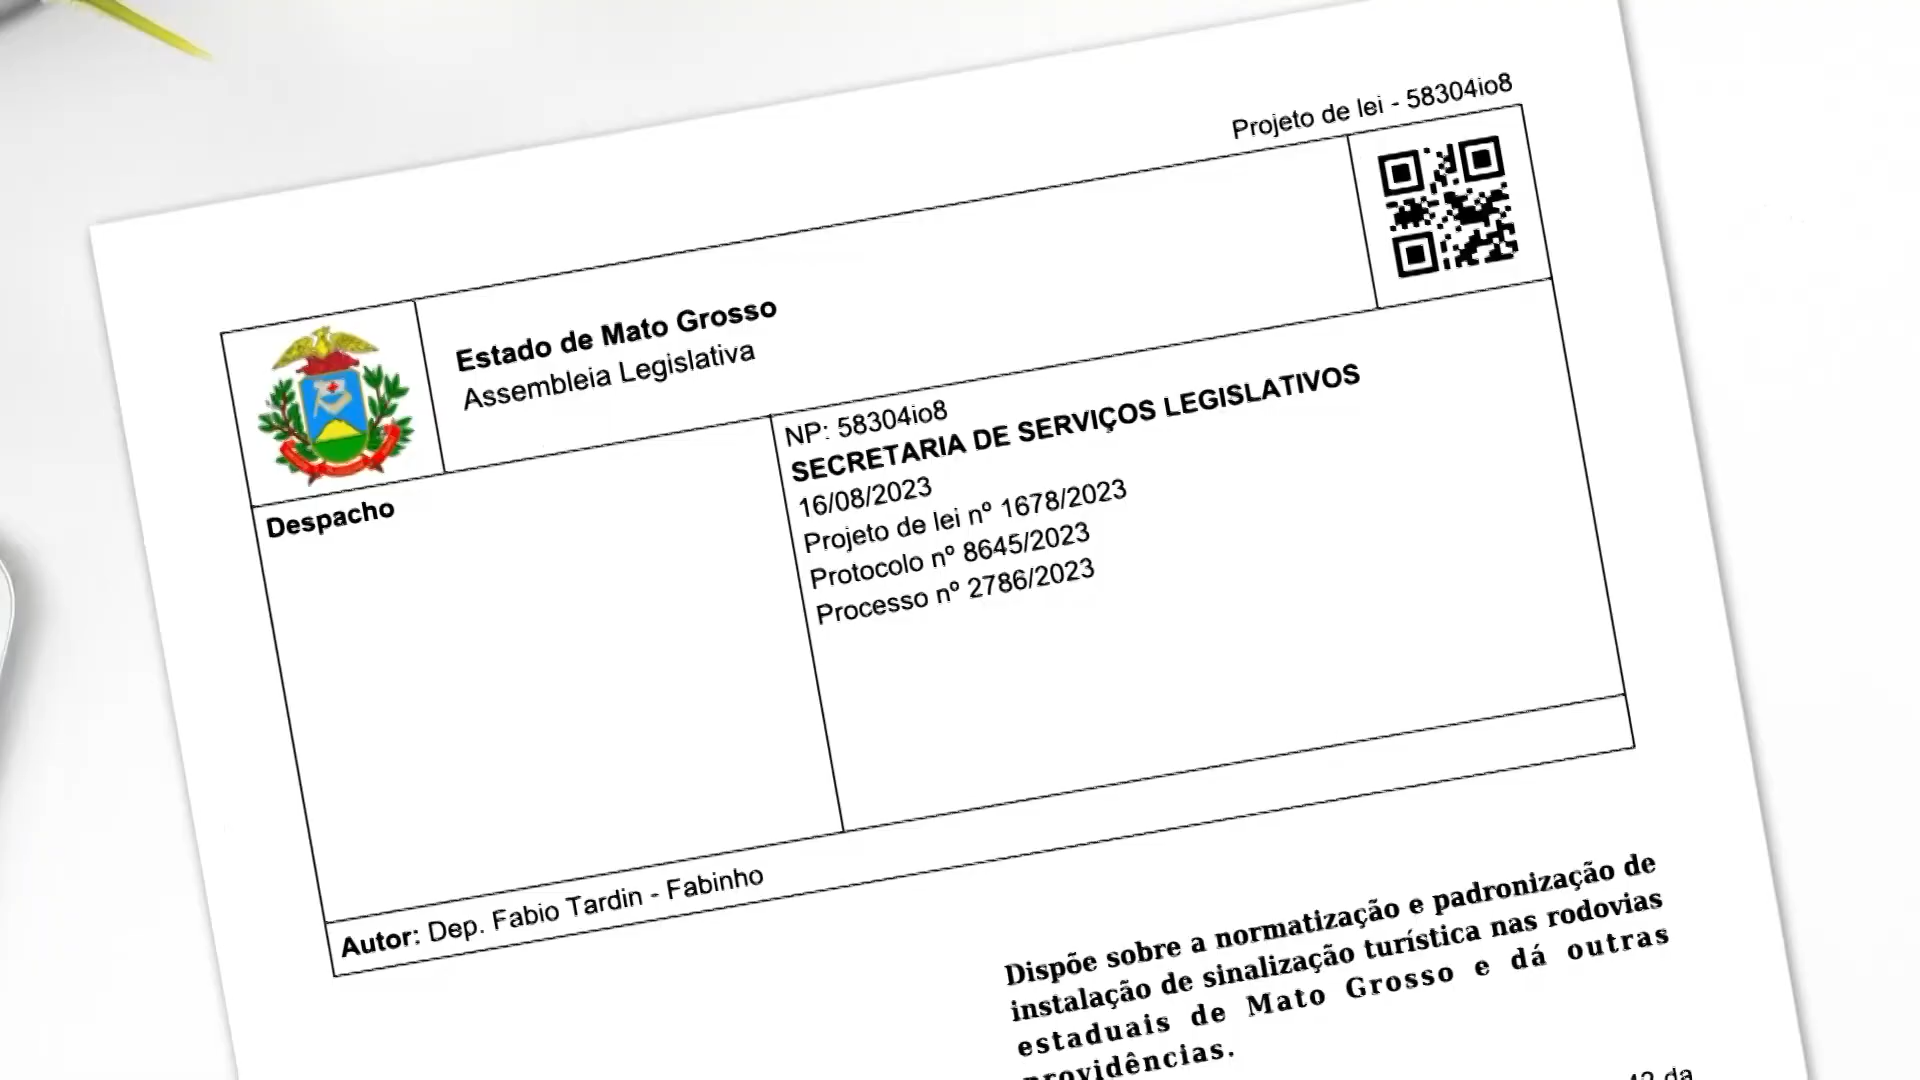 Projeto de lei - 58304io8
Estado de Mato Grosso
Assembleia Legislativa
NP: 58304io8
SECRETARIA DE SERVIÇOS LEGISLATIVOS
16/08/2023
Projeto de lei nº 1678/2023
Protocolo nº 8645/2023
Processo nº 2786/2023
Despacho
Autor: Dep. Fabio Tardin - Fabinho
Dispõe sobre a normatização e padronização de
instalação de sinalização turística nas rodovias
estaduais de Mato Grosso e dá outras
providências.
da